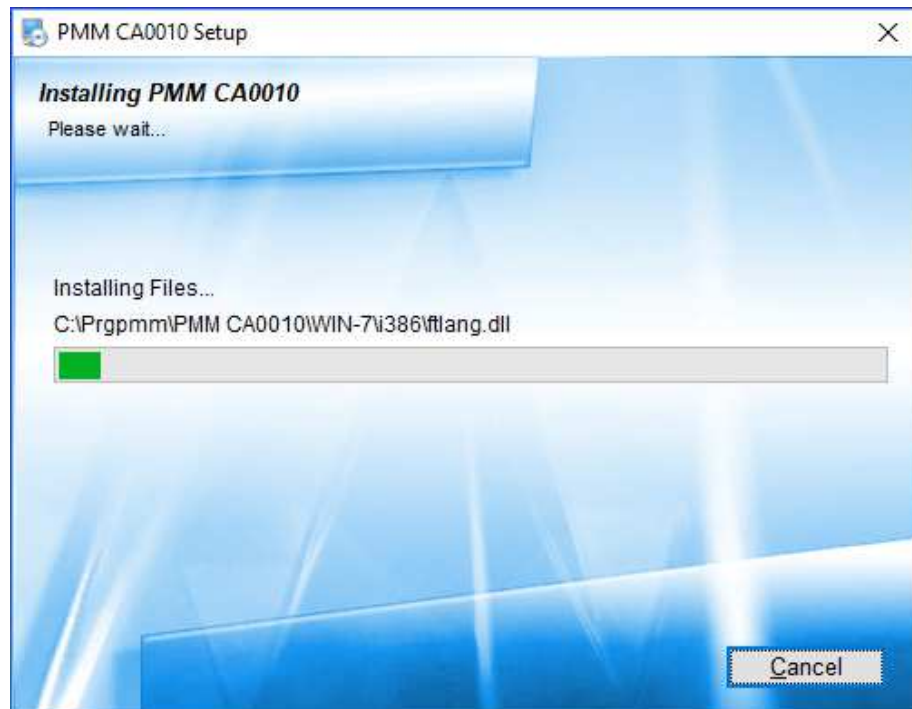 PMM CA0010 Setup
Installing PMM CA0010
Please wait...
Installing Files...
C:\Prgpmm\PMM CA0010\WIN-7\i386\ftlang.dll
Cancel